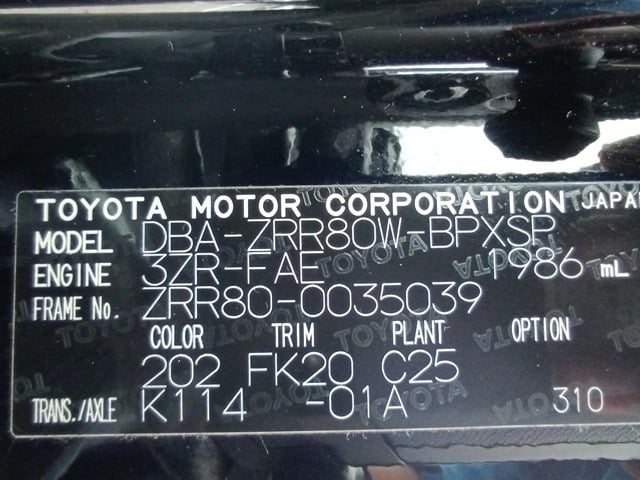 TOYOTA MOTOR CORPORATION JAPAN
MODEL DBA-ZRR80W-BPXSP
ENGINE 3ZR-FAE 1986 mL
FRAME No. ZRR80-0035039
COLOR TRIM PLANT OPTION
202 FK20 C25
TRANS./AXLE K114 -01A 310